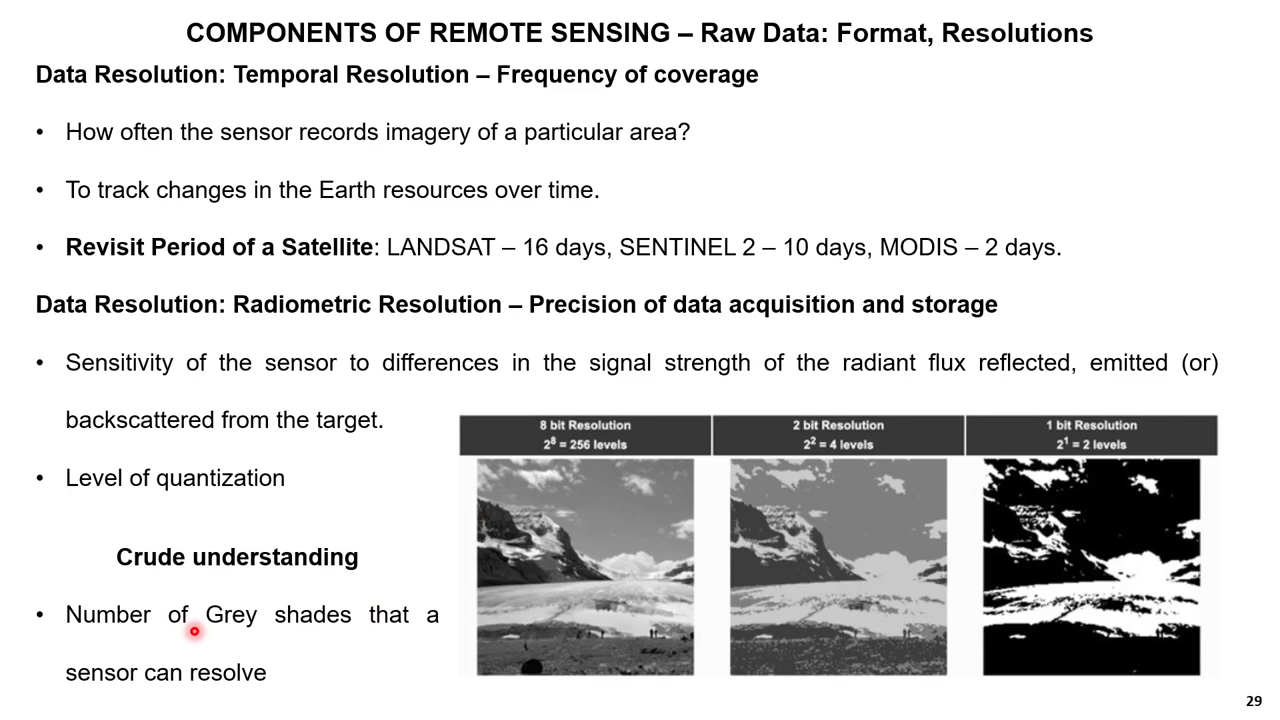 COMPONENTS OF REMOTE SENSING – Raw Data: Format, Resolutions
Data Resolution: Temporal Resolution – Frequency of coverage
• How often the sensor records imagery of a particular area?
• To track changes in the Earth resources over time.
• Revisit Period of a Satellite: LANDSAT – 16 days, SENTINEL 2 – 10 days, MODIS – 2 days.
Data Resolution: Radiometric Resolution – Precision of data acquisition and storage
• Sensitivity of the sensor to differences in the signal strength of the radiant flux reflected, emitted (or)
backscattered from the target.
• Level of quantization
Crude understanding
• Number of Grey shades that a
sensor can resolve
8 bit Resolution
2⁸ = 256 levels
2 bit Resolution
2² = 4 levels
1 bit Resolution
2¹ = 2 levels
29